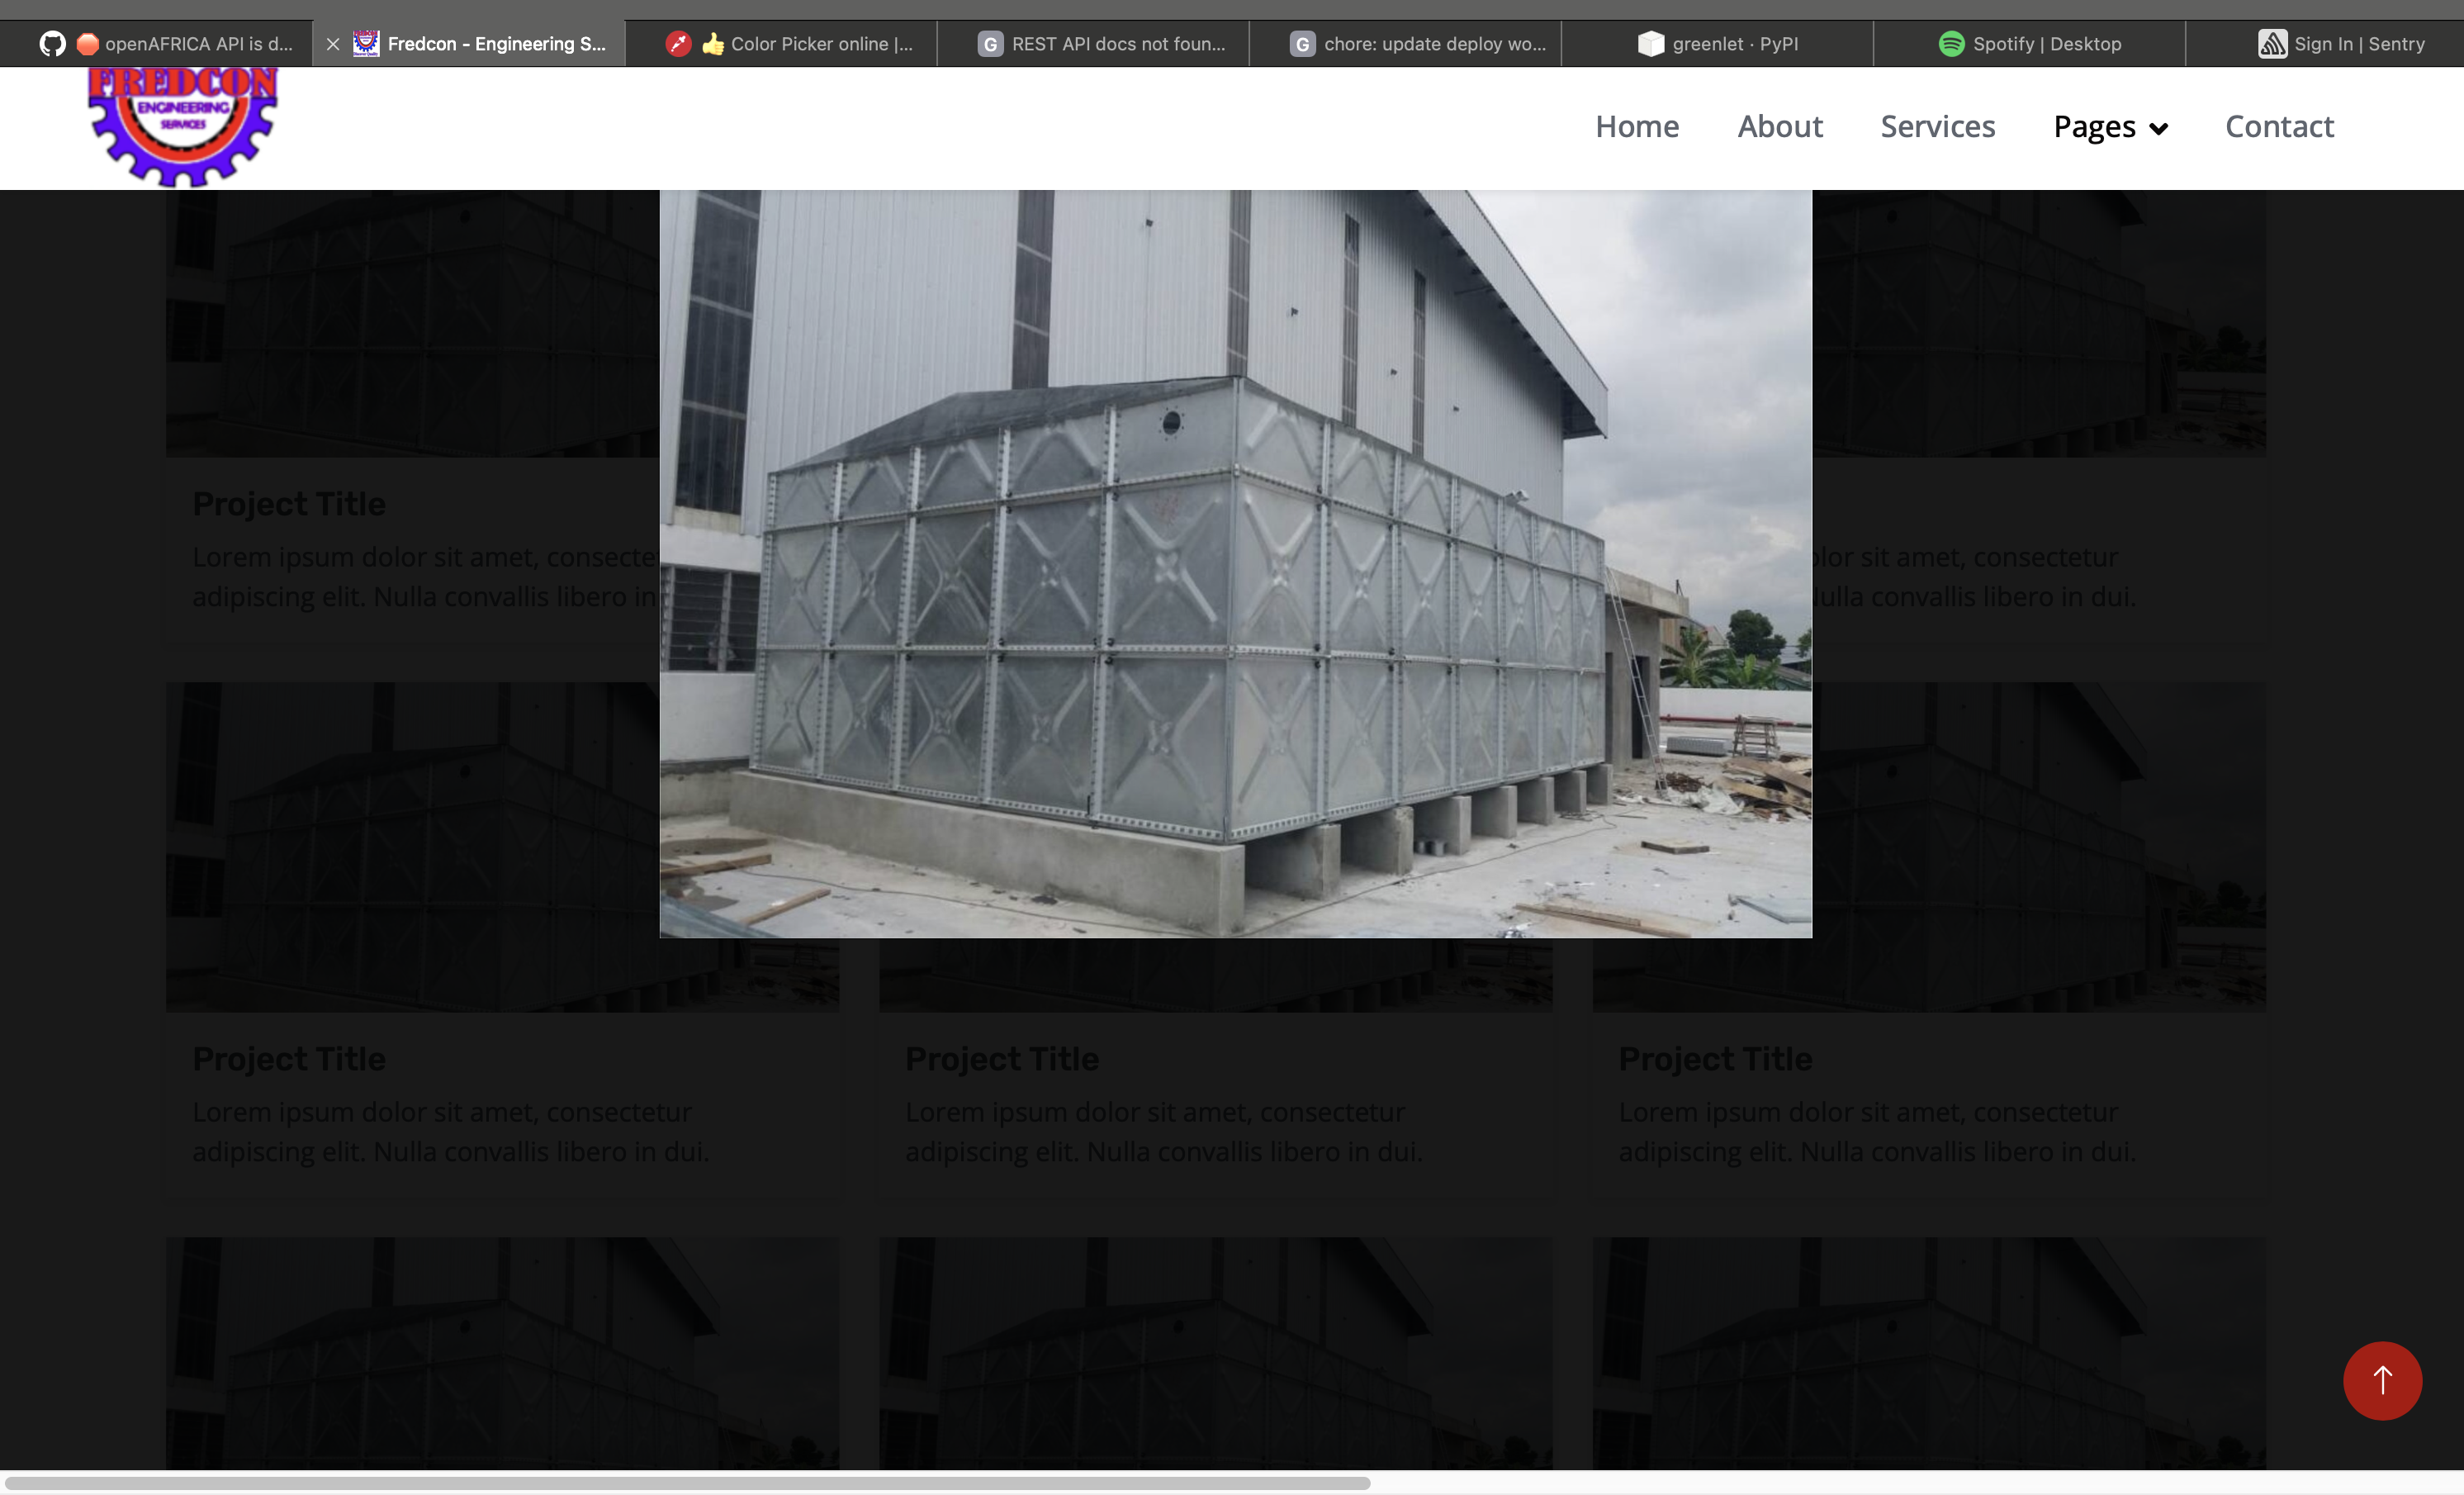 openAFRICA API is d...
Fredcon - Engineering S...
Color Picker online |...
G REST API docs not foun...
G chore: update deploy wo...
greenlet · PyPI
Spotify | Desktop
Sign In | Sentry
FREDCON
ENGINEERING
SERVICES
Home
About
Services
Pages
Contact
Project Title
Lorem ipsum dolor sit amet,
adipiscing elit. Nulla convallis libero in
sit amet, consectetur
convallis libero in dui.
Project Title
Lorem ipsum dolor sit amet, consectetur
adipiscing elit. Nulla convallis libero in dui.
Project Title
Lorem ipsum dolor sit amet, consectetur
adipiscing elit. Nulla convallis libero in dui.
Project Title
Lorem ipsum dolor sit amet, consectetur
adipiscing elit. Nulla convallis libero in dui.